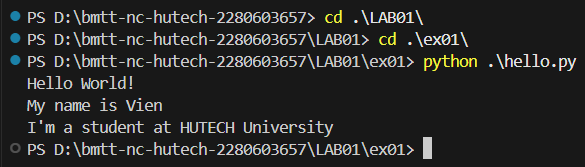 PS D:\bmtt-nc-hutech-2280603657> cd .\LAB01\
PS D:\bmtt-nc-hutech-2280603657\LAB01> cd .\ex01\
PS D:\bmtt-nc-hutech-2280603657\LAB01\ex01> python .\hello.py
Hello World!
My name is Vien
I'm a student at HUTECH University
PS D:\bmtt-nc-hutech-2280603657\LAB01\ex01>